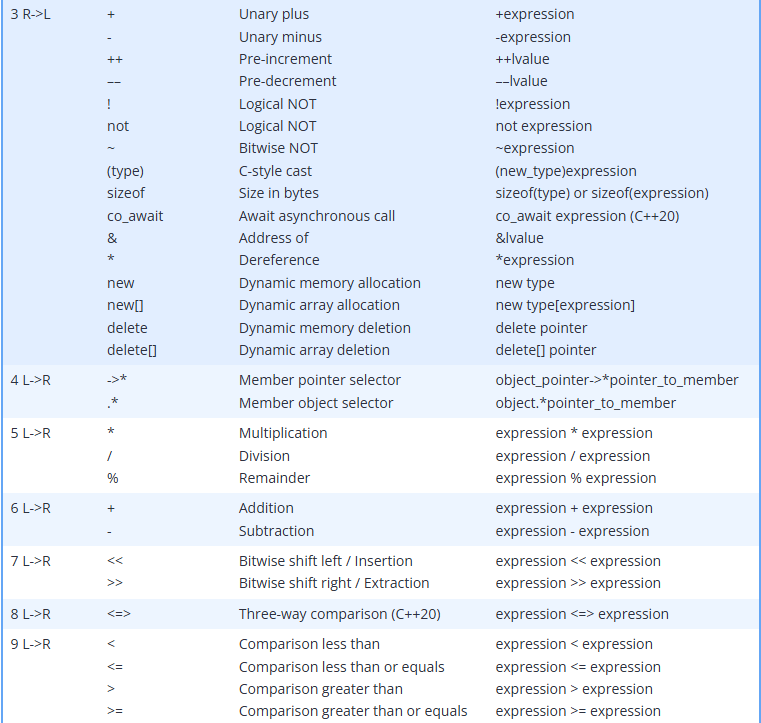 3 R->L + Unary plus +expression
- Unary minus -expression
++ Pre-increment ++lvalue
–– Pre-decrement ––lvalue
! Logical NOT !expression
not Logical NOT not expression
~ Bitwise NOT ~expression
(type) C-style cast (new_type)expression
sizeof Size in bytes sizeof(type) or sizeof(expression)
co_await Await asynchronous call co_await expression (C++20)
& Address of &lvalue
* Dereference *expression
new Dynamic memory allocation new type
new[] Dynamic array allocation new type[expression]
delete Dynamic memory deletion delete pointer
delete[] Dynamic array deletion delete[] pointer
4 L->R ->* Member pointer selector object_pointer->*pointer_to_member
.* Member object selector object.*pointer_to_member
5 L->R * Multiplication expression * expression
/ Division expression / expression
% Remainder expression % expression
6 L->R + Addition expression + expression
- Subtraction expression - expression
7 L->R << Bitwise shift left / Insertion expression << expression
>> Bitwise shift right / Extraction expression >> expression
8 L->R <=> Three-way comparison (C++20) expression <=> expression
9 L->R < Comparison less than expression < expression
<= Comparison less than or equals expression <= expression
> Comparison greater than expression > expression
>= Comparison greater than or equals expression >= expression